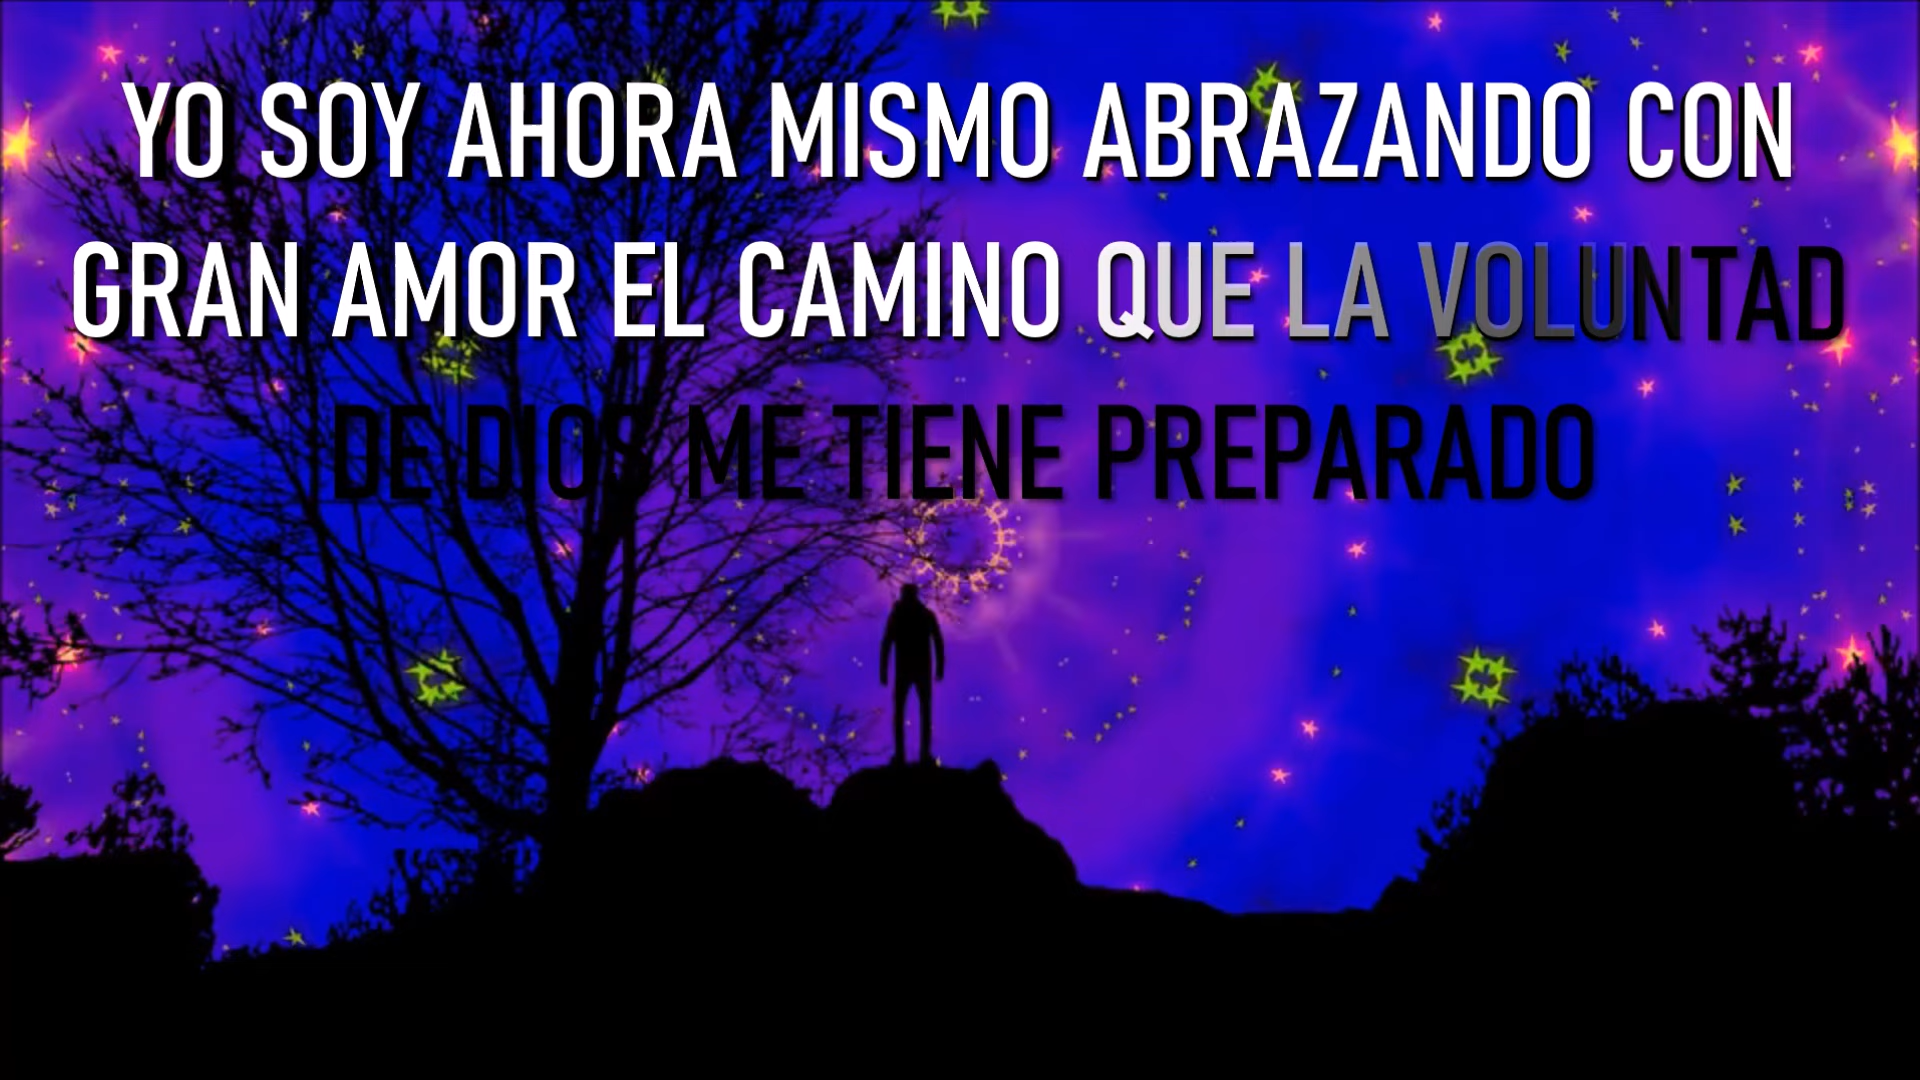 YO SOY AHORA MISMO ABRAZANDO CON
GRAN AMOR EL CAMINO QUE LA VOLUNTAD
DE DIOS ME TIENE PREPARADO